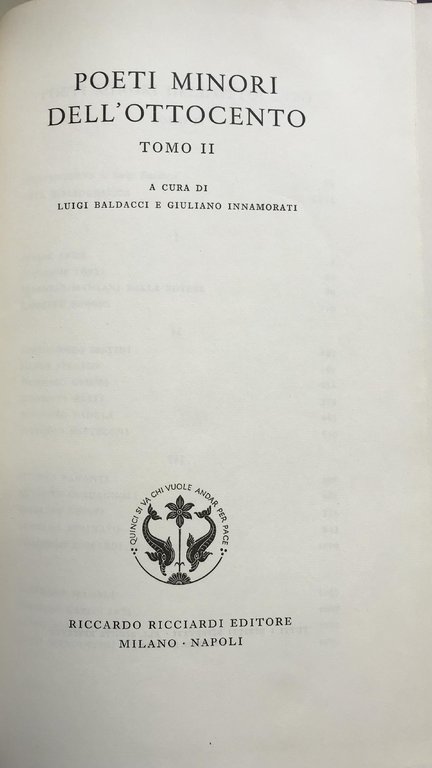 POETI MINORI
DELL'OTTOCENTO
TOMO II
A CURA DI
LUIGI BALDACCI E GIULIANO INNAMORATI
QUINCI SI VA CHI VUOLE ANDAR PER PACE
RICCARDO RICCIARDI EDITORE
MILANO · NAPOLI